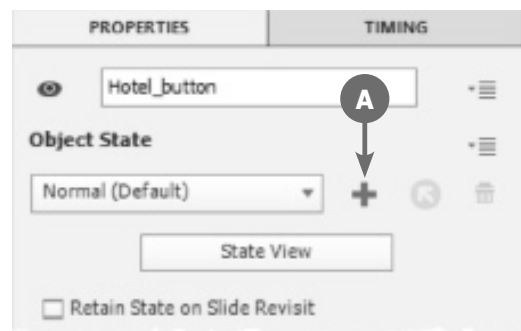 PROPERTIES TIMING
Hotel_button
A
Object State
Normal (Default)
State View
Retain State on Slide Revisit